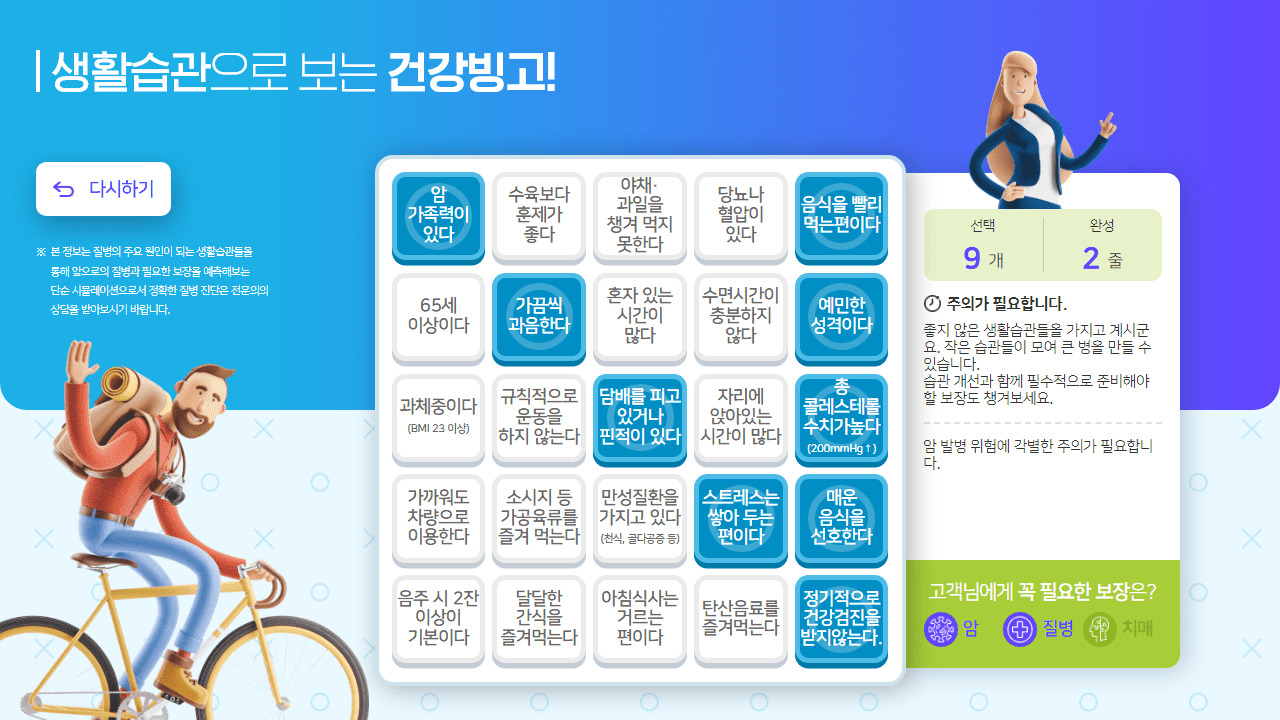 생활습관으로 보는 건강빙고!
다시하기
※ 본 정보는 질병의 주요 원인이 되는 생활습관들을
통해 앞으로의 질병과 필요한 보장을 예측해보는
단순 시뮬레이션으로서 정확한 질병 진단은 전문의의
상담을 받아보시기 바랍니다.
암
가족력이
있다
수육보다
훈제가
좋다
야채·
과일을
챙겨 먹지
못한다
당뇨나
혈압이
있다
음식을 빨리
먹는편이다
65세
이상이다
가끔씩
과음한다
혼자 있는
시간이
많다
수면시간이
충분하지
않다
예민한
성격이다
과체중이다
(BMI 23 이상)
규칙적으로
운동을
하지 않는다
담배를 피고
있거나
핀적이 있다
자리에
앉아있는
시간이 많다
총
콜레스테롤
수치가높다
(200mmHg↑)
가까워도
차량으로
이용한다
소시지 등
가공육류를
즐겨 먹는다
만성질환을
가지고 있다
(천식, 골다공증 등)
스트레스는
쌓아 두는
편이다
매운
음식을
선호한다
음주 시 2잔
이상이
기본이다
달달한
간식을
즐겨먹는다
아침식사는
거르는
편이다
탄산음료를
즐겨먹는다
정기적으로
건강검진을
받지않는다.
선택
9 개
완성
2 줄
주의가 필요합니다.
좋지 않은 생활습관들을 가지고 계시군
요. 작은 습관들이 모여 큰 병을 만들 수
있습니다.
습관 개선과 함께 필수적으로 준비해야
할 보장도 챙겨보세요.
암 발병 위험에 각별한 주의가 필요합니
다.
고객님에게 꼭 필요한 보장은?
암
질병
치매